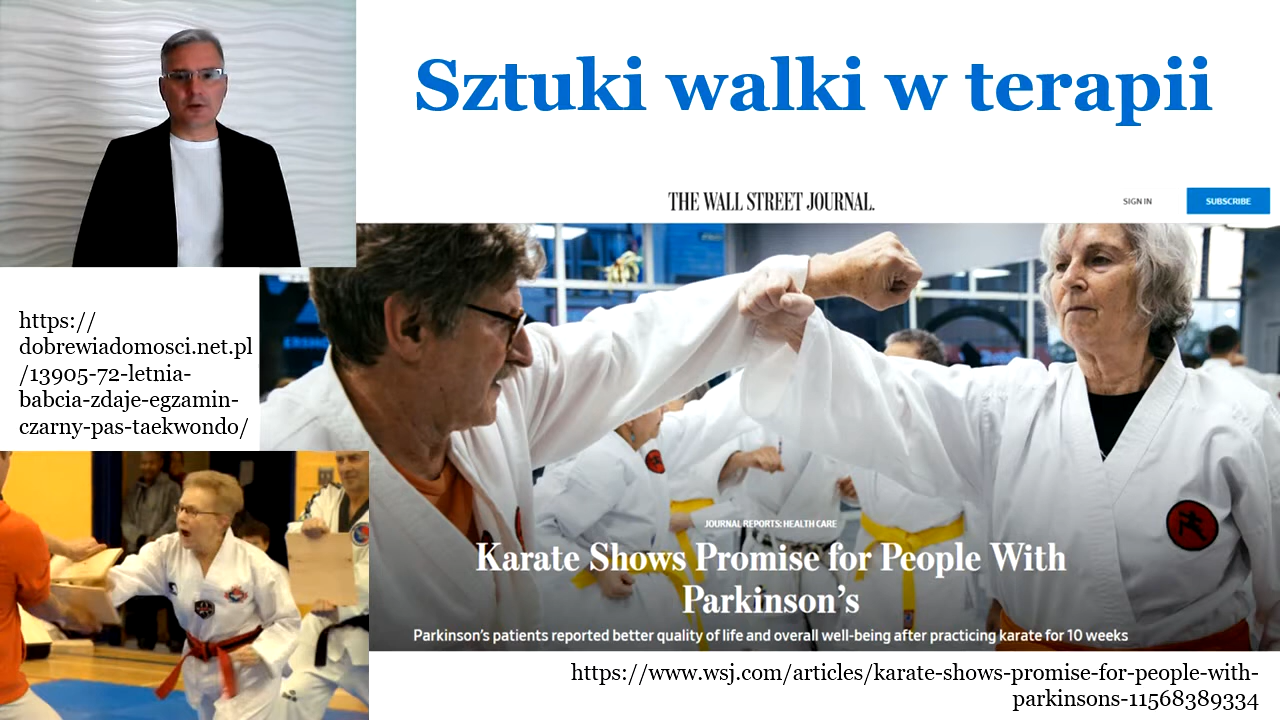 Sztuki walki w terapii
THE WALL STREET JOURNAL.
SIGN IN
SUBSCRIBE
https://
dobrewiadomosci.net.pl
/13905-72-letnia-
babcia-zdaje-egzamin-
czarny-pas-taekwondo/
JOURNAL REPORTS: HEALTH CARE
Karate Shows Promise for People With
Parkinson's
Parkinson's patients reported better quality of life and overall well-being after practicing karate for 10 weeks
https://www.wsj.com/articles/karate-shows-promise-for-people-with-
parkinsons-11568389334